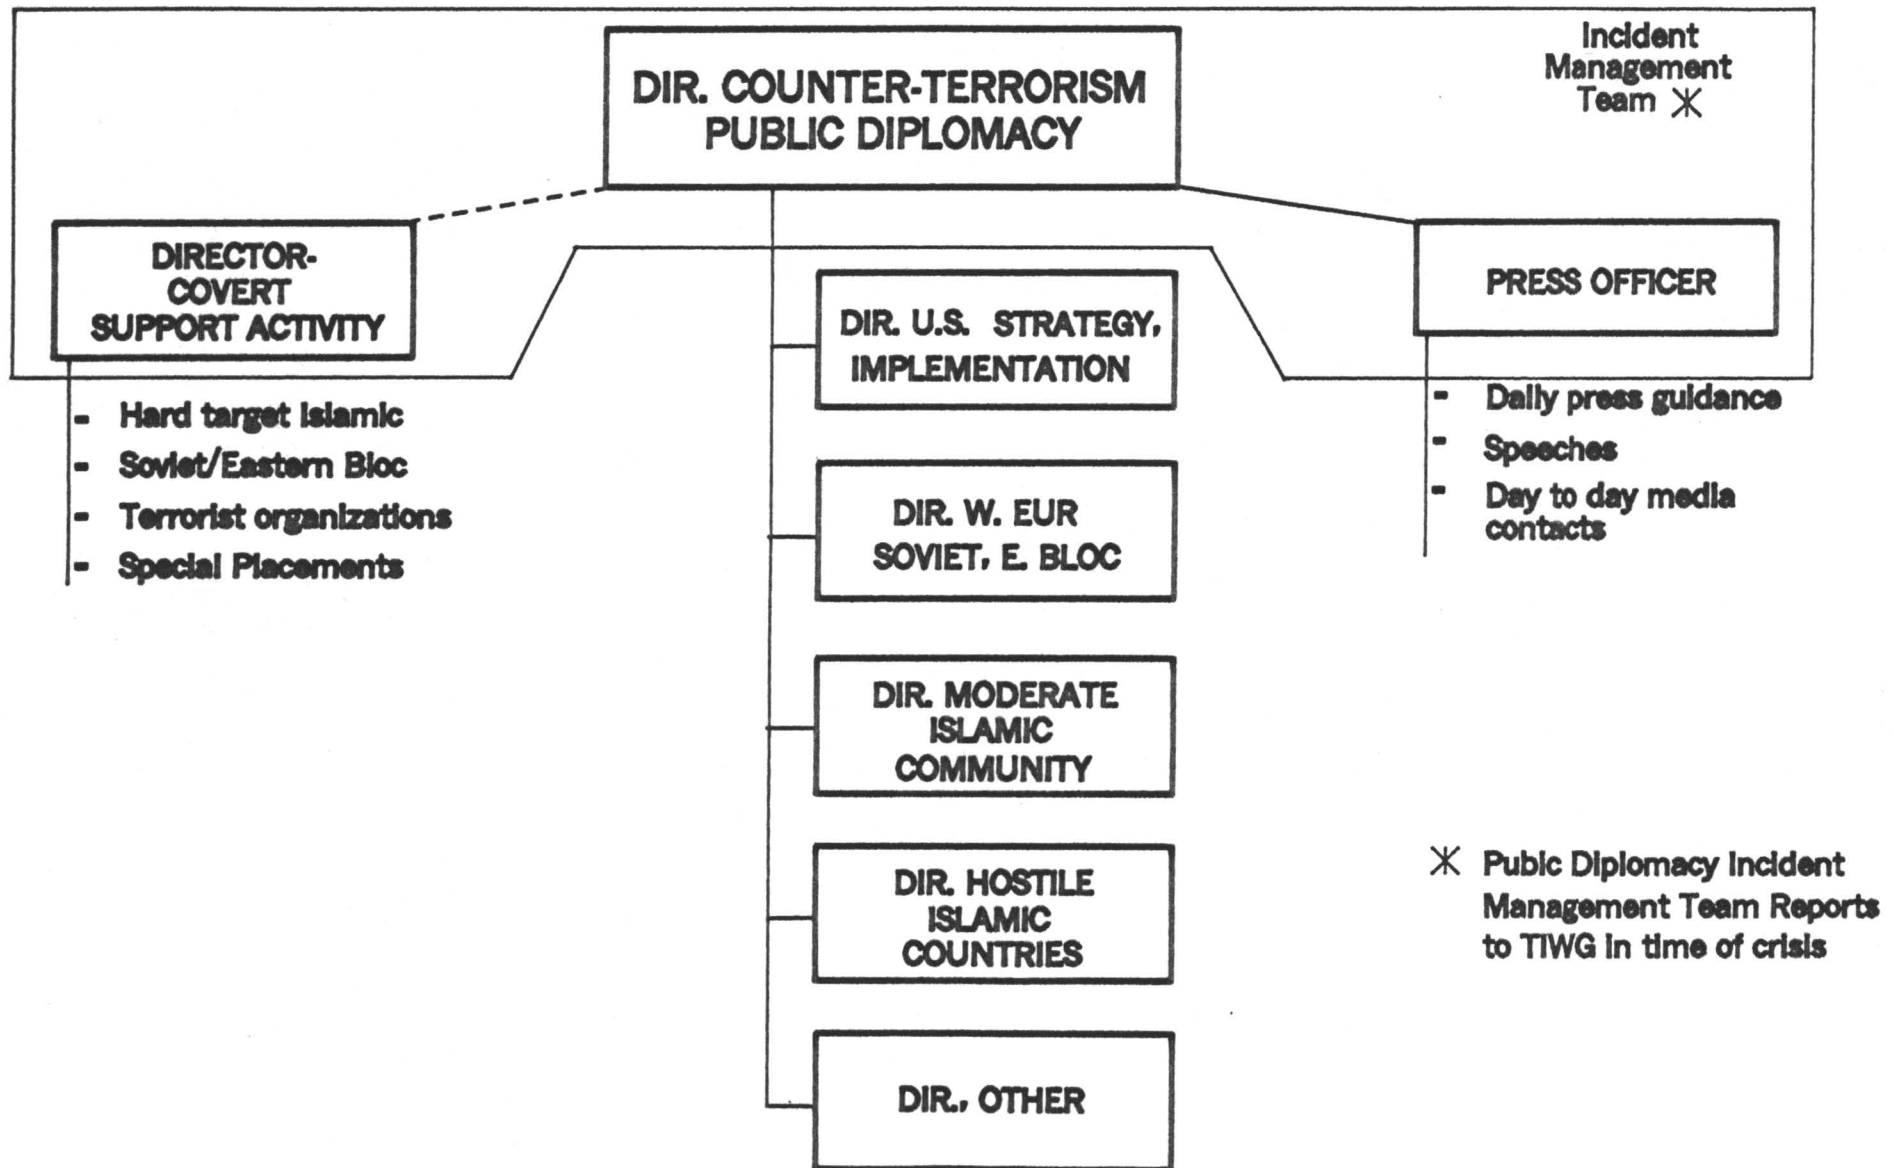 Incident
Management
Team *
DIR. COUNTER-TERRORISM
PUBLIC DIPLOMACY
DIRECTOR-
COVERT
SUPPORT ACTIVITY
- Hard target Islamic
- Soviet/Eastern Bloc
- Terrorist organizations
- Special Placements
PRESS OFFICER
- Daily press guidance
- Speeches
- Day to day media
contacts
DIR. U.S. STRATEGY,
IMPLEMENTATION
DIR. W. EUR
SOVIET, E. BLOC
DIR. MODERATE
ISLAMIC
COMMUNITY
DIR. HOSTILE
ISLAMIC
COUNTRIES
DIR., OTHER
* Pubic Diplomacy Incident
Management Team Reports
to TIWG in time of crisis